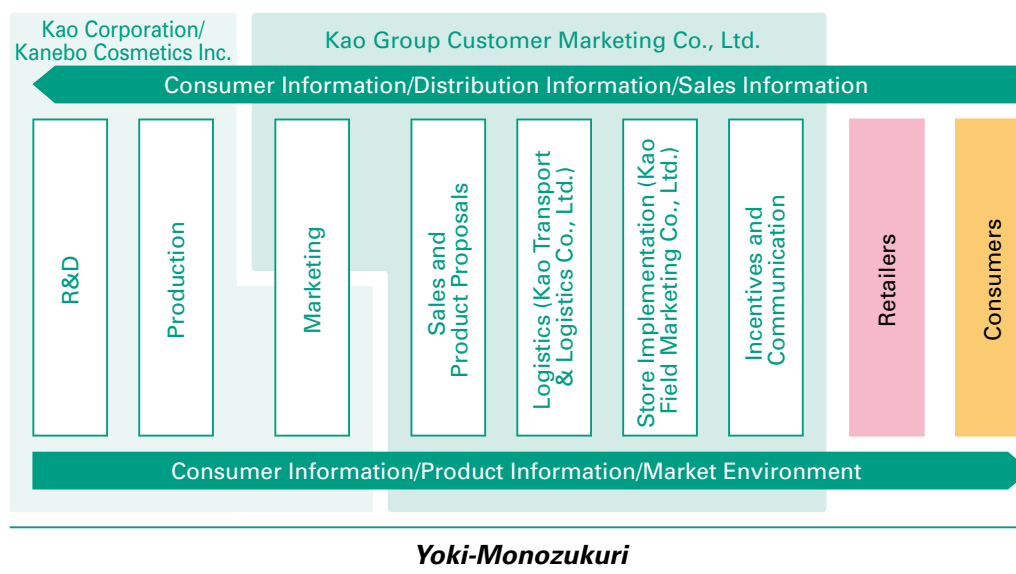 Kao Corporation/
Kanebo Cosmetics Inc.
Kao Group Customer Marketing Co., Ltd.
Consumer Information/Distribution Information/Sales Information
R&D
Production
Marketing
Sales and
Product Proposals
Logistics (Kao Transport
& Logistics Co., Ltd.)
Store Implementation (Kao
Field Marketing Co., Ltd.)
Incentives and
Communication
Retailers
Consumers
Consumer Information/Product Information/Market Environment
Yoki-Monozukuri